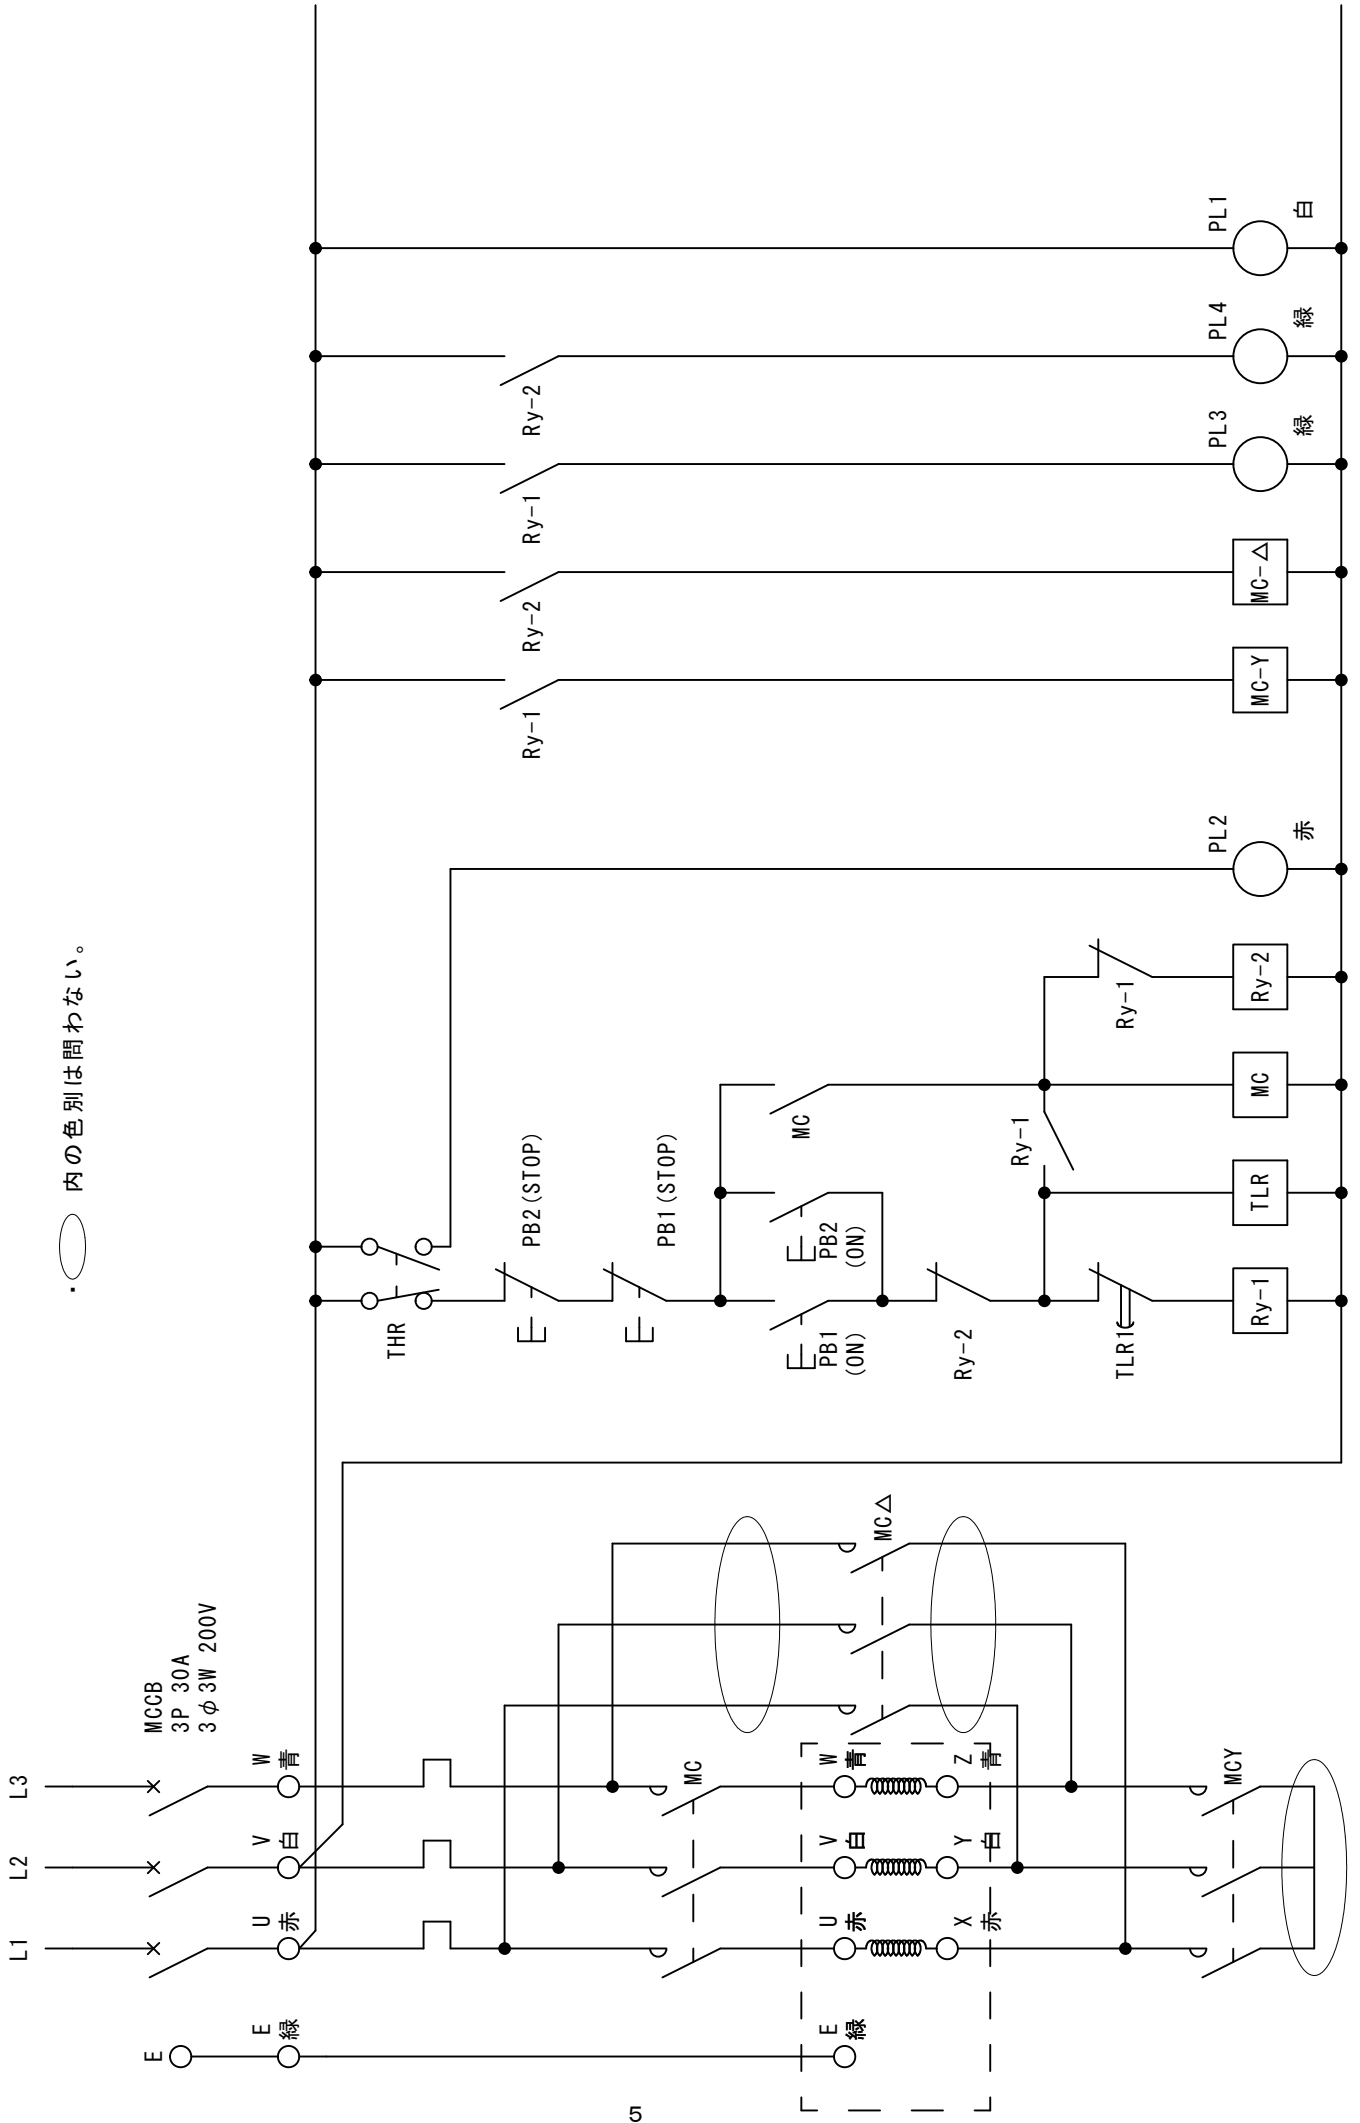 ・ 内の色別は問わない。
L1
L2
L3
MCCB
3P 30A
3φ3W 200V
E
E
緑
U
赤
V
白
W
青
MC
MC△
E
緑
U
赤
V
白
W
青
X
赤
Y
白
Z
青
MCY
THR
PB2(STOP)
PB1(STOP)
PB1
(ON)
PB2
(ON)
MC
Ry-2
Ry-1
TLR1
Ry-1
Ry-1
TLR
MC
Ry-2
PL2
赤
Ry-1
Ry-2
Ry-1
Ry-2
MC-Y
MC-△
PL3
緑
PL4
緑
PL1
白
5